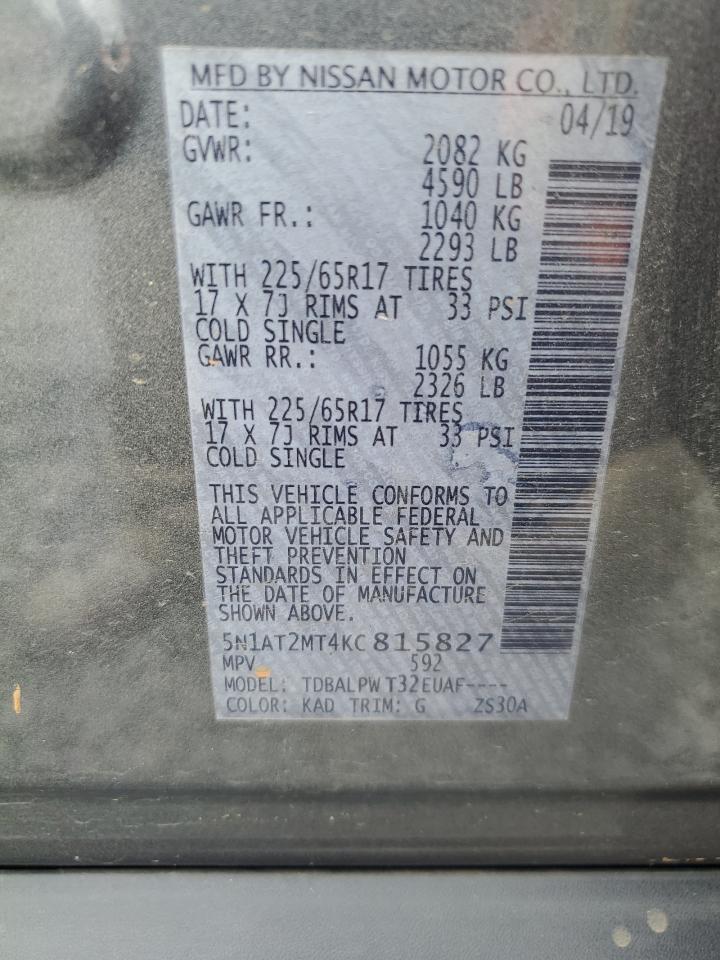 MFD BY NISSAN MOTOR CO., LTD.
DATE: 04/19
GVWR: 2082 KG
4590 LB
GAWR FR.: 1040 KG
2293 LB
WITH 225/65R17 TIRES
17 X 7J RIMS AT 33 PSI
COLD SINGLE
GAWR RR.: 1055 KG
2326 LB
WITH 225/65R17 TIRES
17 X 7J RIMS AT 33 PSI
COLD SINGLE
THIS VEHICLE CONFORMS TO
ALL APPLICABLE FEDERAL
MOTOR VEHICLE SAFETY AND
THEFT PREVENTION
STANDARDS IN EFFECT ON
THE DATE OF MANUFACTURE
SHOWN ABOVE.
5N1AT2MT4KC815827
MPV 592
MODEL: TDBALPW T32EUAF----
COLOR: KAD TRIM: G ZS30A